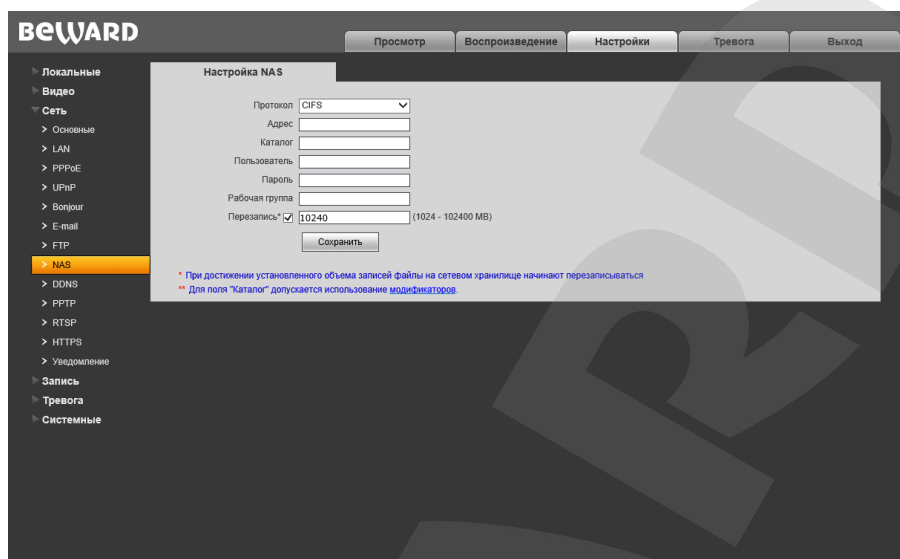 BEWARD
Просмотр Воспроизведение Настройки Тревога Выход
Локальные
Видео
Сеть
> Основные
> LAN
> PPPoE
> UPnP
> Bonjour
> E-mail
> FTP
> NAS
> DDNS
> PPTP
> RTSP
> HTTPS
> Уведомление
Запись
Тревога
Системные
Настройка NAS
Протокол CIFS
Адрес
Каталог
Пользователь
Пароль
Рабочая группа
Перезапись* 10240 (1024 - 102400 MB)
Сохранить
* При достижении установленного объема записей файлы на сетевом хранилище начинают перезаписываться
** Для поля "Каталог" допускается использование модификаторов.